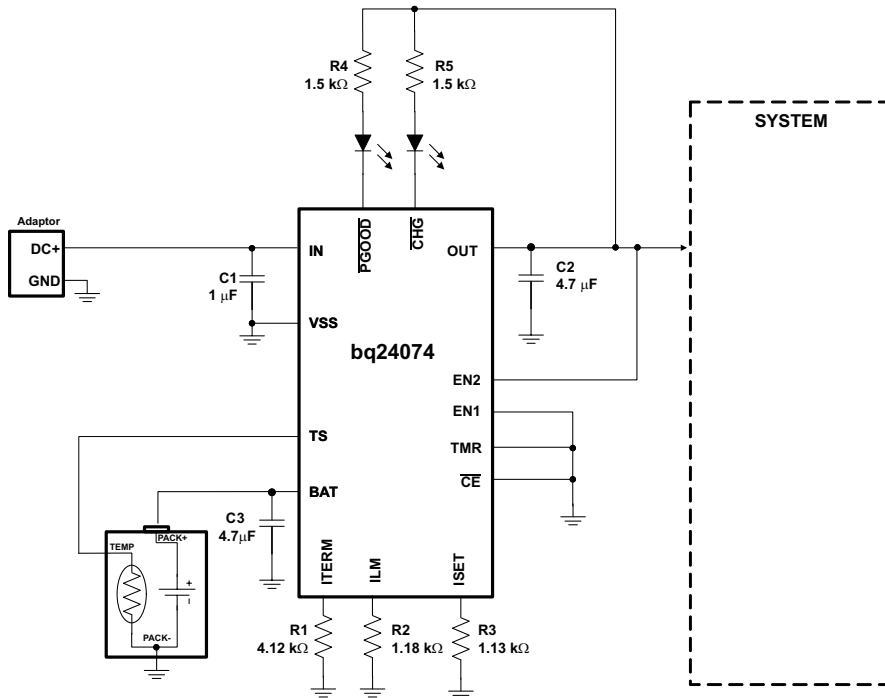 R4
1.5 kΩ
R5
1.5 kΩ
SYSTEM
Adaptor
DC+
GND
IN
PGOOD
CHG
OUT
C1
1 μF
C2
4.7 μF
VSS
bq24074
EN2
EN1
TS
TMR
CE
BAT
C3
4.7μF
PACK+
TEMP
+
−
PACK-
ITERM
ILM
ISET
R1
4.12 kΩ
R2
1.18 kΩ
R3
1.13 kΩ